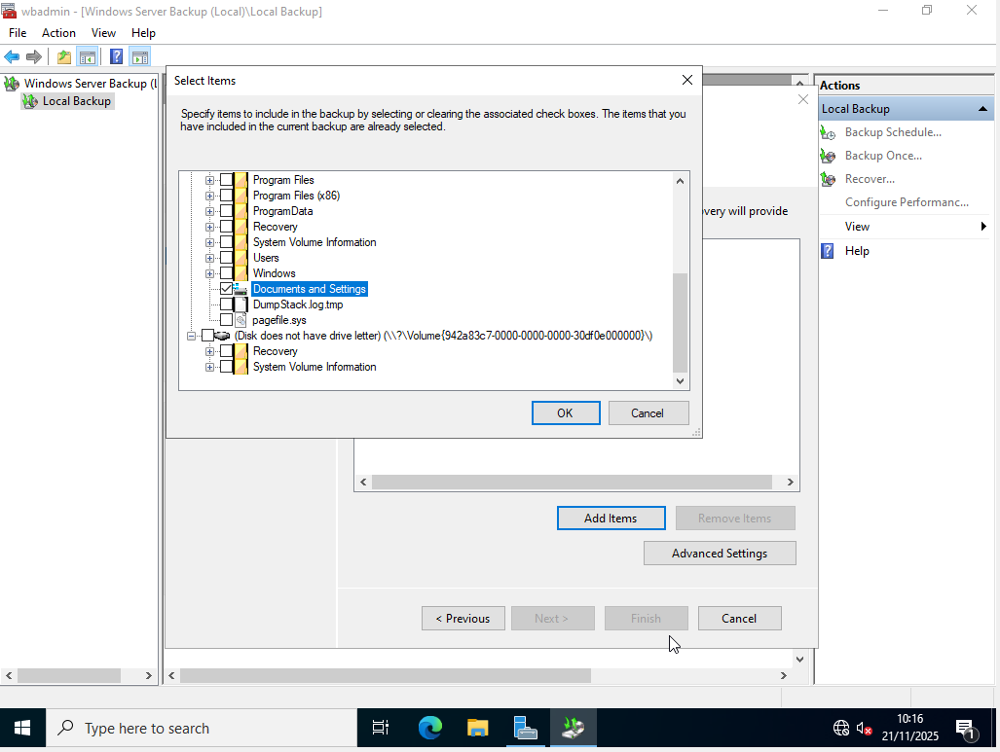 wbadmin - [Windows Server Backup (Local)\Local Backup]
File Action View Help
Windows Server Backup (L
Local Backup
Select Items
Specify items to include in the backup by selecting or clearing the associated check boxes. The items that you
have included in the current backup are already selected.
Program Files
Program Files (x86)
ProgramData
Recovery
System Volume Information
Users
Windows
Documents and Settings
DumpStack.log.tmp
pagefile.sys
(Disk does not have drive letter) (\\?\Volume{942a83c7-0000-0000-0000-30df0e000000}\)
Recovery
System Volume Information
OK Cancel
very will provide
Add Items Remove Items
Advanced Settings
< Previous Next > Finish Cancel
Actions
Local Backup
Backup Schedule...
Backup Once...
Recover...
Configure Performanc...
View
Help
Type here to search
10:16
21/11/2025
1